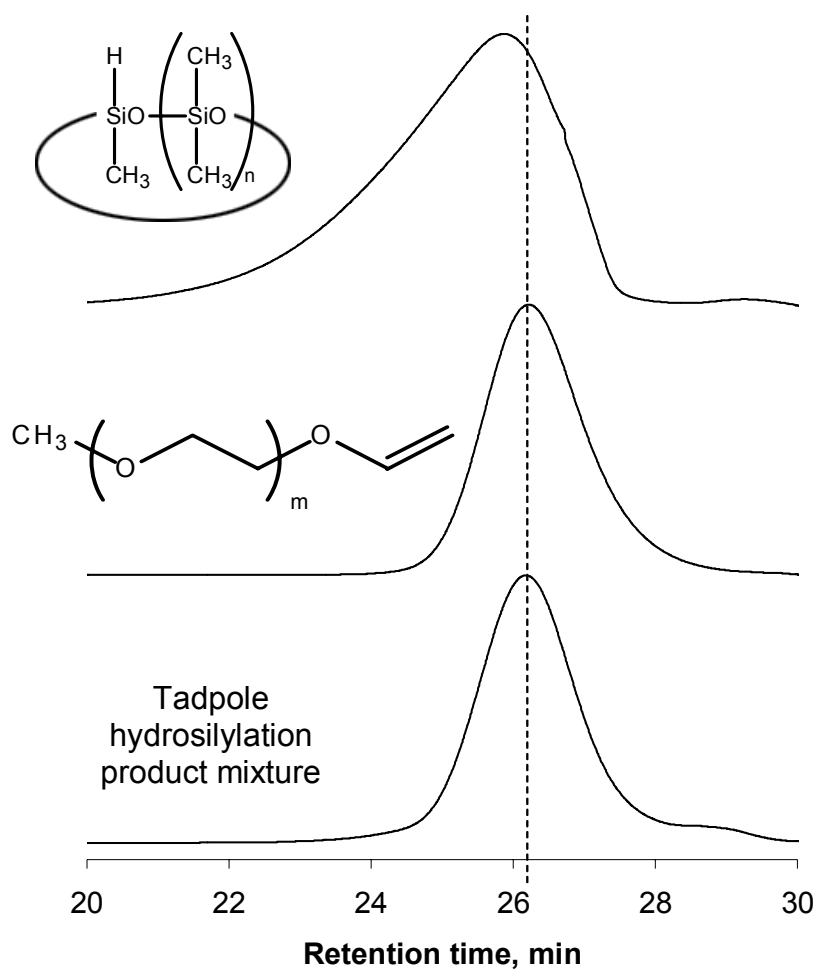 H
CH3
SiO
SiO
CH3
CH3
n
CH3
O
O
m
Tadpole
hydrosilylation
product mixture
20
22
24
26
28
30
Retention time, min